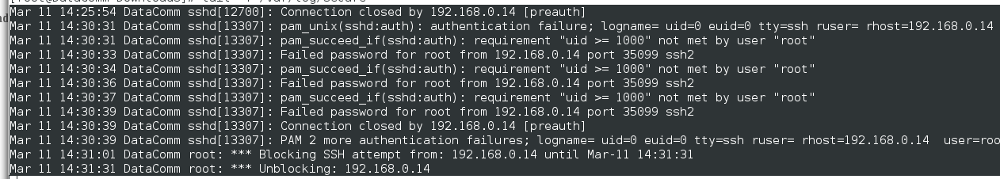 Mar 11 14:25:54 DataComm sshd[12700]: Connection closed by 192.168.0.14 [preauth]
Mar 11 14:30:31 DataComm sshd[13307]: pam_unix(sshd:auth): authentication failure; logname= uid=0 euid=0 tty=ssh ruser= rhost=192.168.0.14
Mar 11 14:30:31 DataComm sshd[13307]: pam_succeed_if(sshd:auth): requirement "uid >= 1000" not met by user "root"
Mar 11 14:30:33 DataComm sshd[13307]: Failed password for root from 192.168.0.14 port 35099 ssh2
Mar 11 14:30:34 DataComm sshd[13307]: pam_succeed_if(sshd:auth): requirement "uid >= 1000" not met by user "root"
Mar 11 14:30:36 DataComm sshd[13307]: Failed password for root from 192.168.0.14 port 35099 ssh2
Mar 11 14:30:37 DataComm sshd[13307]: pam_succeed_if(sshd:auth): requirement "uid >= 1000" not met by user "root"
Mar 11 14:30:39 DataComm sshd[13307]: Failed password for root from 192.168.0.14 port 35099 ssh2
Mar 11 14:30:39 DataComm sshd[13307]: Connection closed by 192.168.0.14 [preauth]
Mar 11 14:30:39 DataComm sshd[13307]: PAM 2 more authentication failures; logname= uid=0 euid=0 tty=ssh ruser= rhost=192.168.0.14  user=roo
Mar 11 14:31:01 DataComm root: *** Blocking SSH attempt from: 192.168.0.14 until Mar-11 14:31:31
Mar 11 14:31:31 DataComm root: *** Unblocking: 192.168.0.14